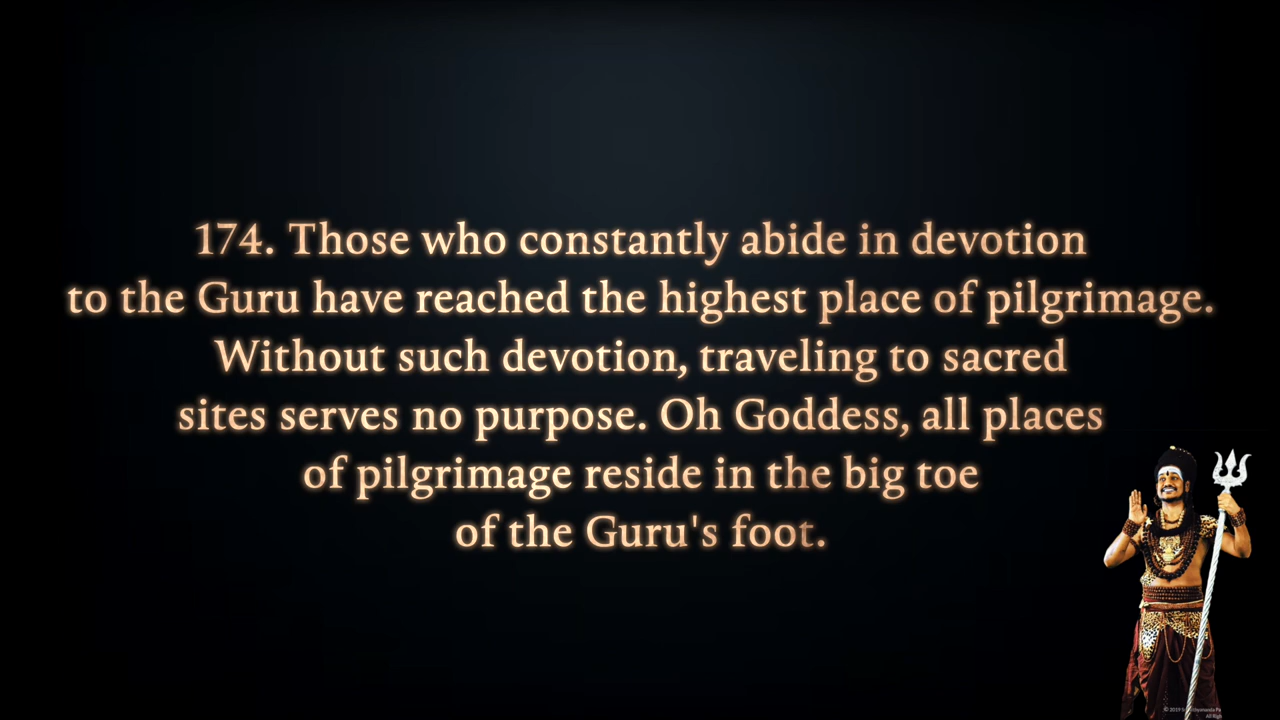 174. Those who constantly abide in devotion
to the Guru have reached the highest place of pilgrimage.
Without such devotion, traveling to sacred
sites serves no purpose. Oh Goddess, all places
of pilgrimage reside in the big toe
of the Guru's foot.
© 2019
All